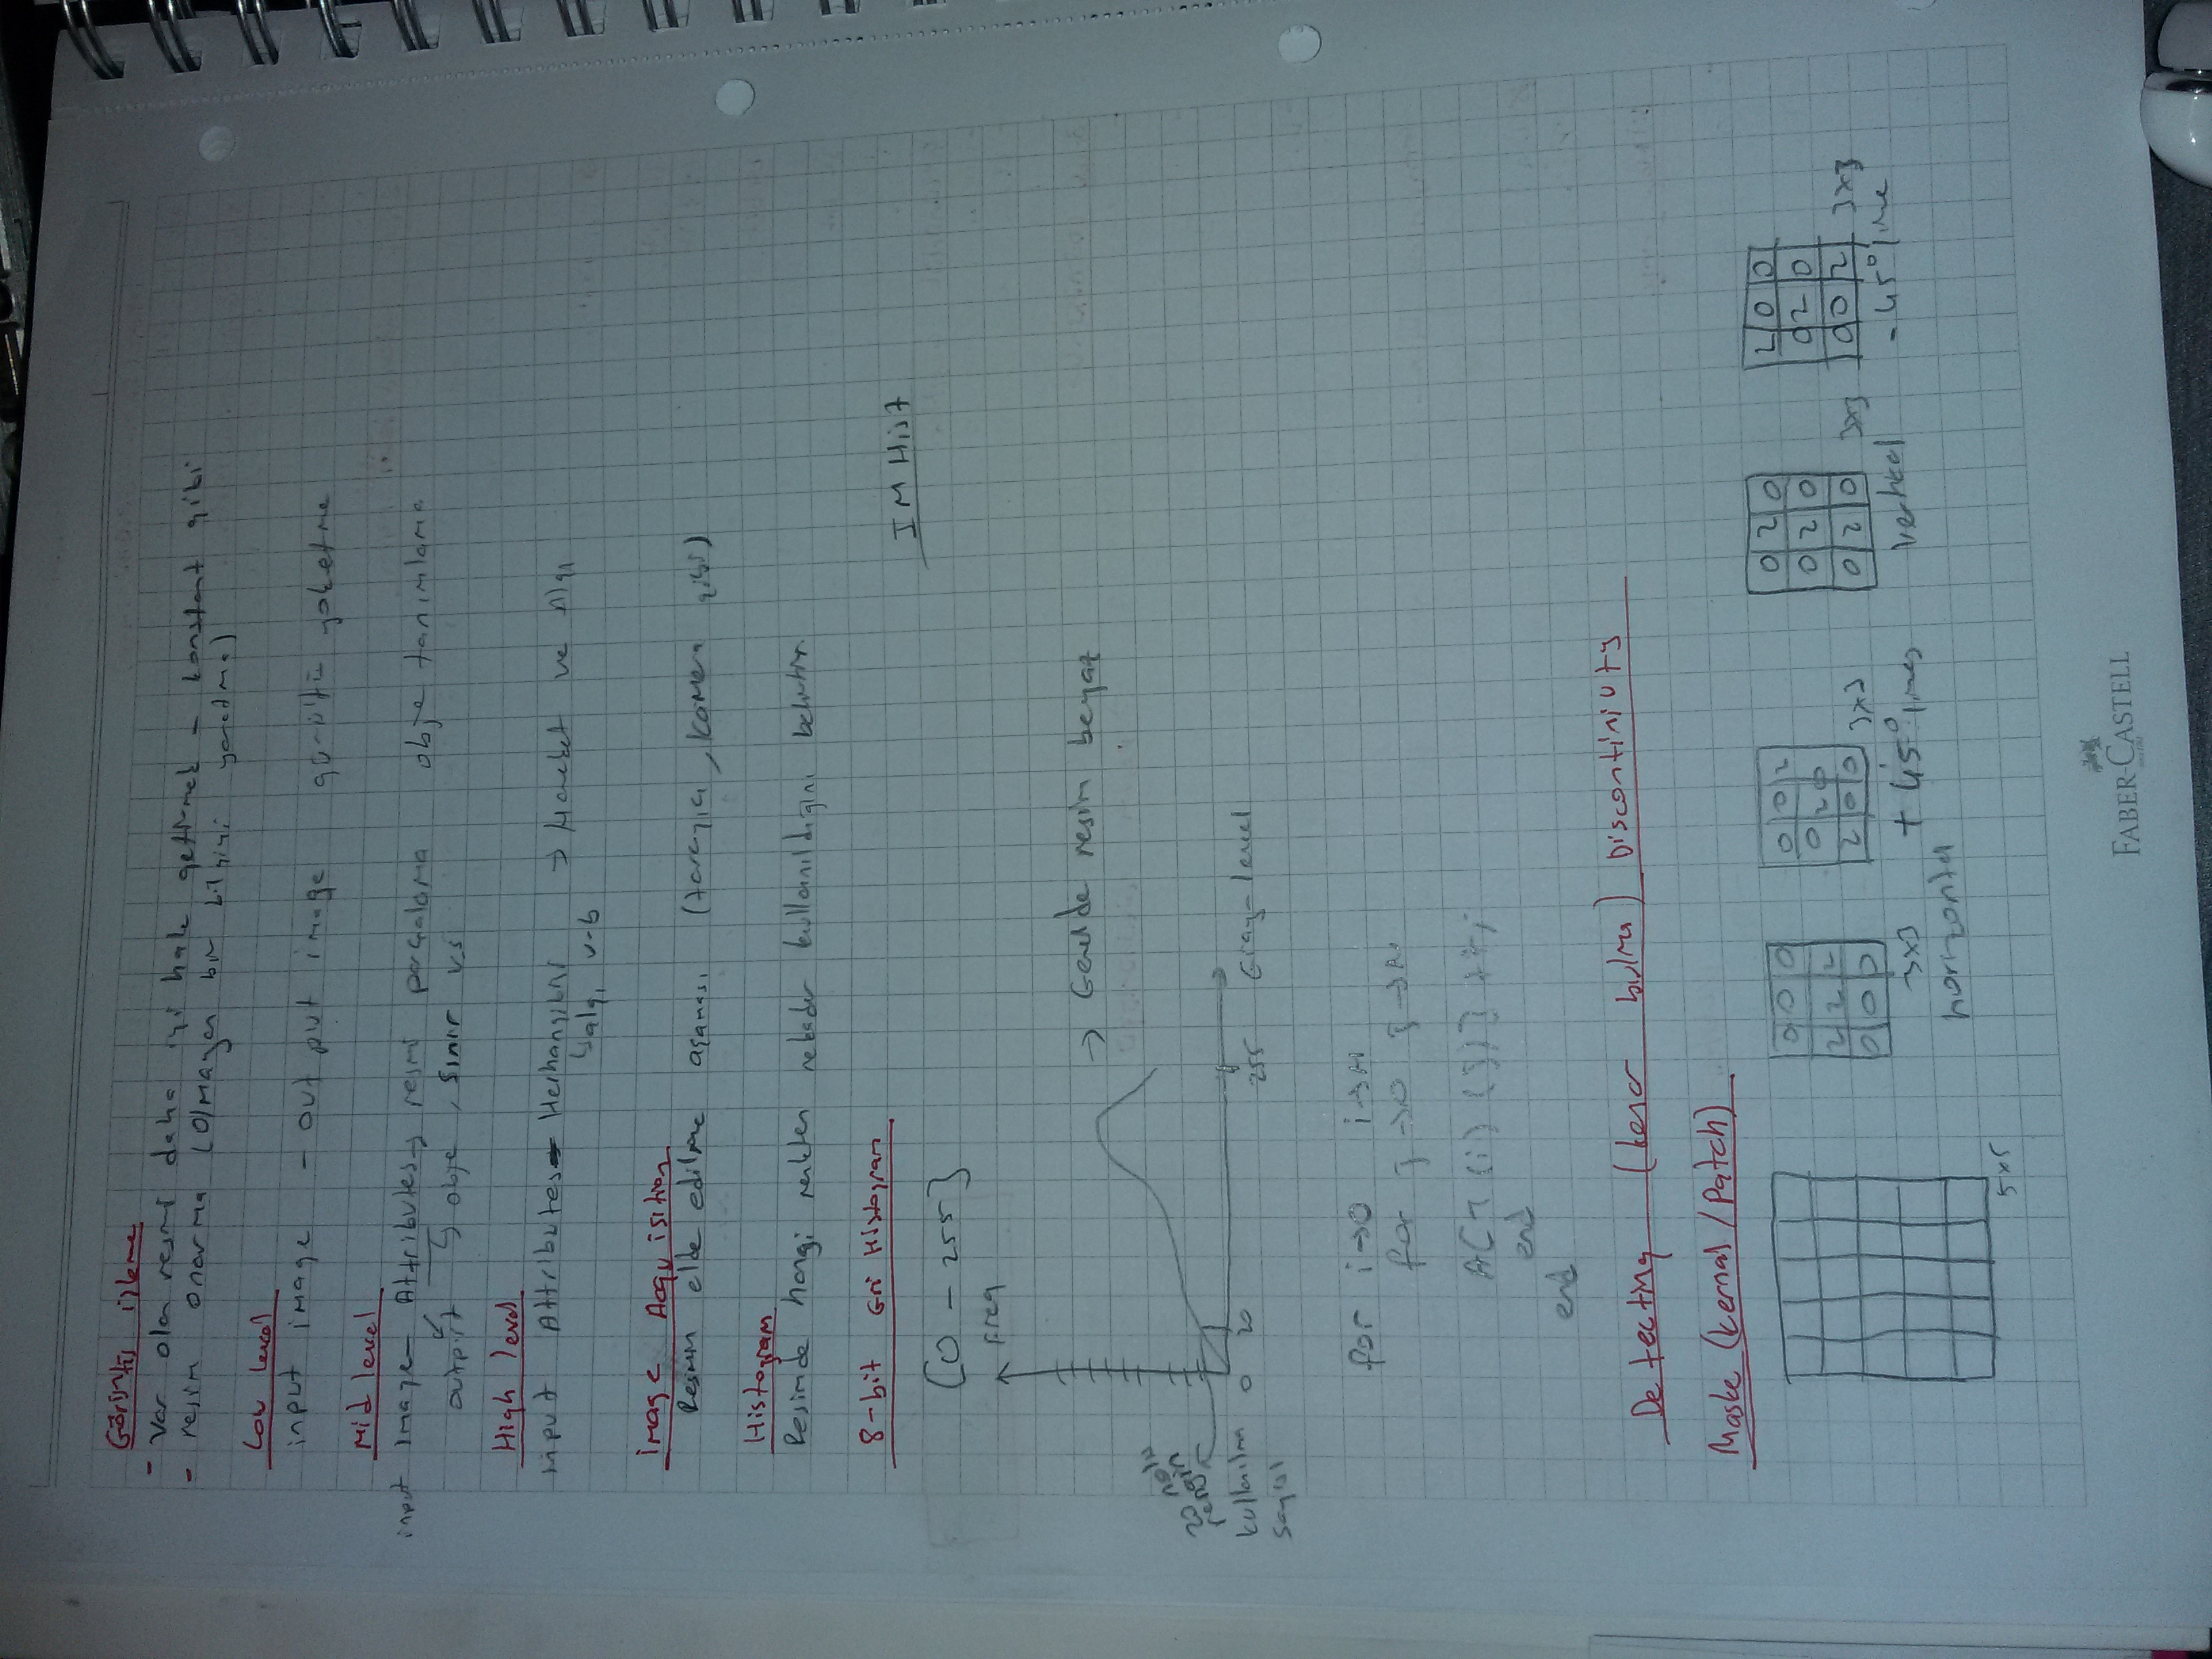 Görüntü işleme
- Var olan resmi daha iyi hale getirmek - konstant gibi
- resim onarma (Olmayan bir bilgiyi yaratma)
Low level
input image - out put image gürültü yoketme
Mid level
input image - Attributes → resmi parçalama obje tanımlama
output ↳ obje, sınır vs
High level
input Attributes - Herhangi biri → Hareket ve Algı
↳ algı v-b
image Acquisition
Resmin elde edilme aşaması (tarayıcı, kamera gibi)
Histogram
Resimde hangi renkten nekadar kullanıldığını belirtir.
8-bit Gri Histogram
IM Hist
[0 - 255]
Freq
→ Genelde resim beyaz
20 nolu
rengin
kullanılma
sayısı
0 20 255 Gray-level
for i→0 i→
for j→0 j→
A[ (i) (j)] ++;
end
end
Detecting (kenar bulma) Discontiniuty
Maske (kernal/Patch)
0 0 0 0 0 2 0 2 0 2 0 0
2 2 2 0 2 0 0 2 0 0 2 0
0 0 0 2 0 0 3x3 0 2 0 3x3 0 0 2 3x3
3x3 + 45° lines vertical - 45° line
horizontal
5x5
FABER-CASTELL